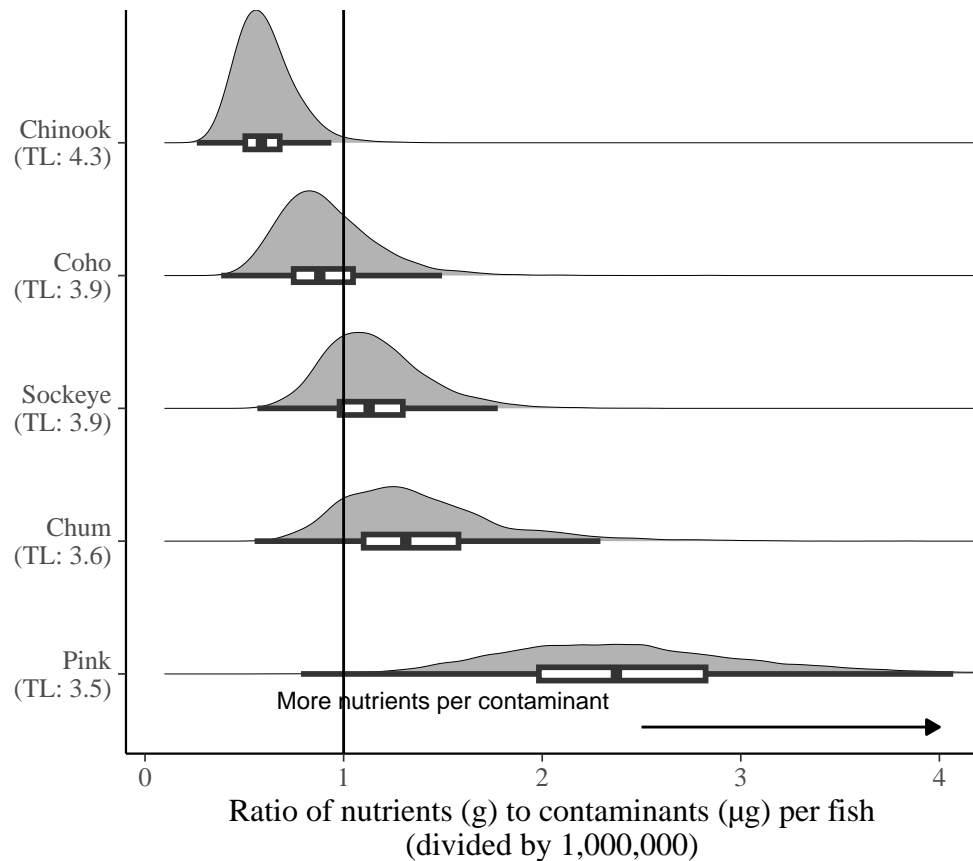 Chinook
(TL: 4.3)
Coho
(TL: 3.9)
Sockeye
(TL: 3.9)
Chum
(TL: 3.6)
Pink
(TL: 3.5)
More nutrients per contaminant
0 1 2 3 4
Ratio of nutrients (g) to contaminants (μg) per fish
(divided by 1,000,000)